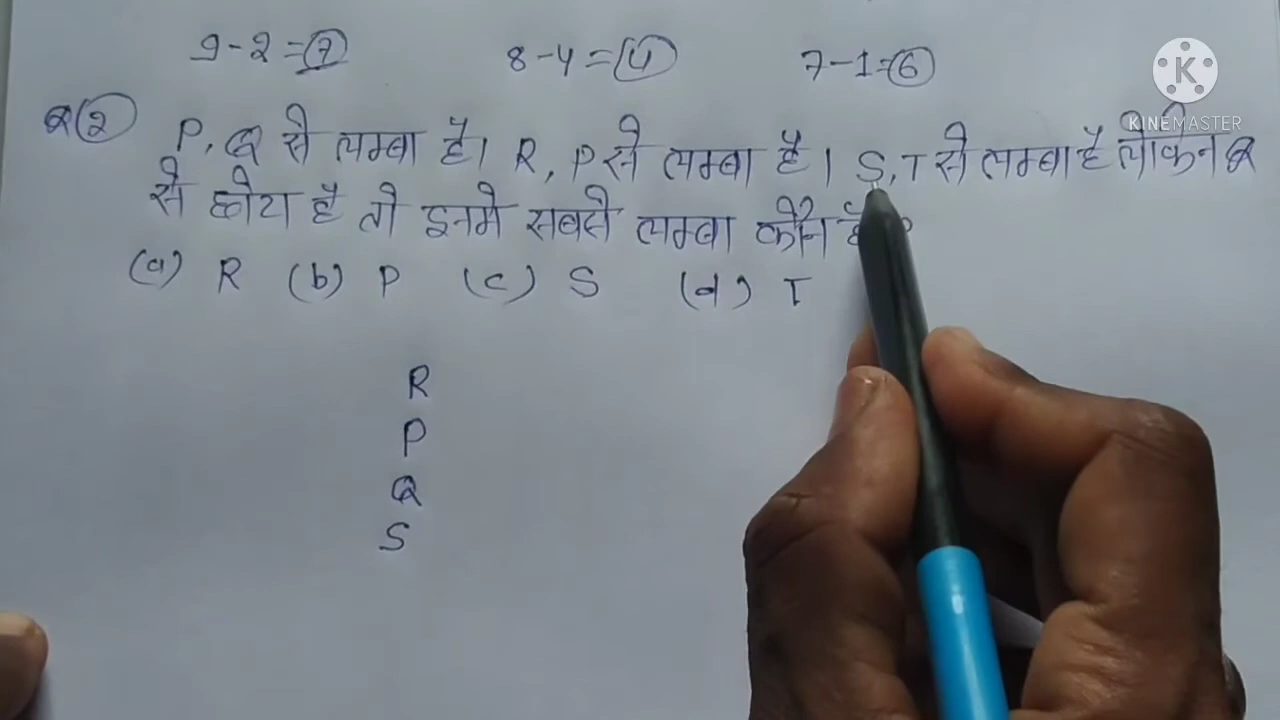 9-2=7 8-4=4 7-1=6
Q2 P, Q से लम्बा है। R, P से लम्बा है। S, T से लम्बा है लेकिन Q
से छोटा है तो इनमे सबसे लम्बा कौन
(a) R (b) P (c) S (d) T
R
P
Q
S
K
KINEMASTER